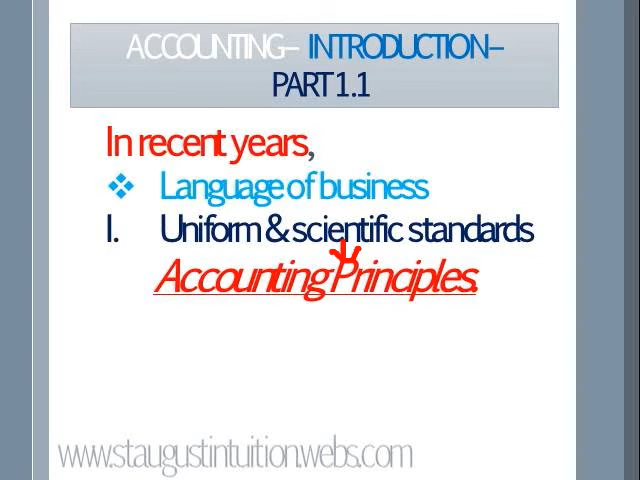 ACCOUNTING– INTRODUCTION–
PART 1.1
In recent years,
❖ Language of business
I. Uniform & scientific standards
Accounting Principles.
www.staugustintuition.webs.com